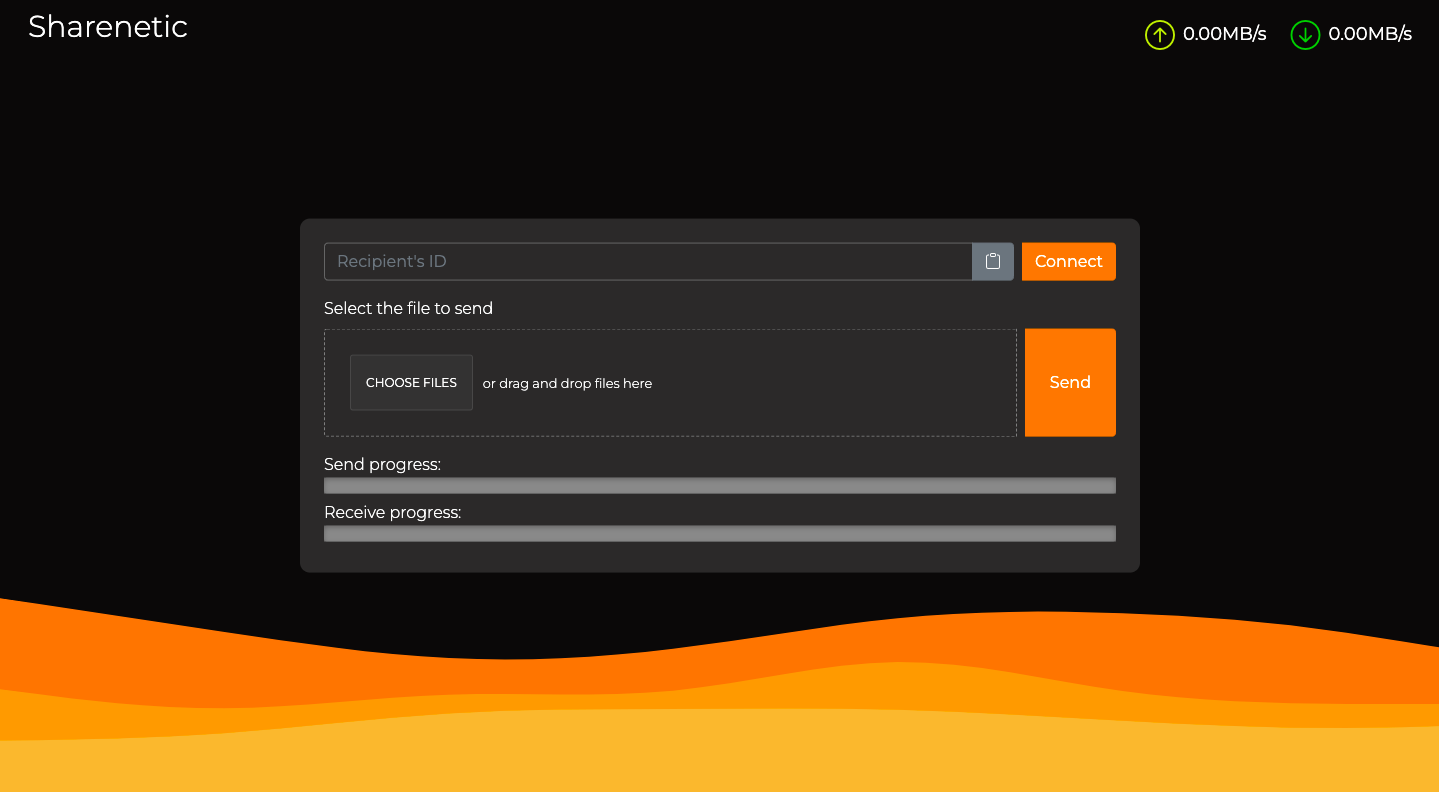 Sharenetic
0.00MB/s 0.00MB/s
Recipient's ID
Connect
Select the file to send
CHOOSE FILES or drag and drop files here
Send
Send progress:
Receive progress: